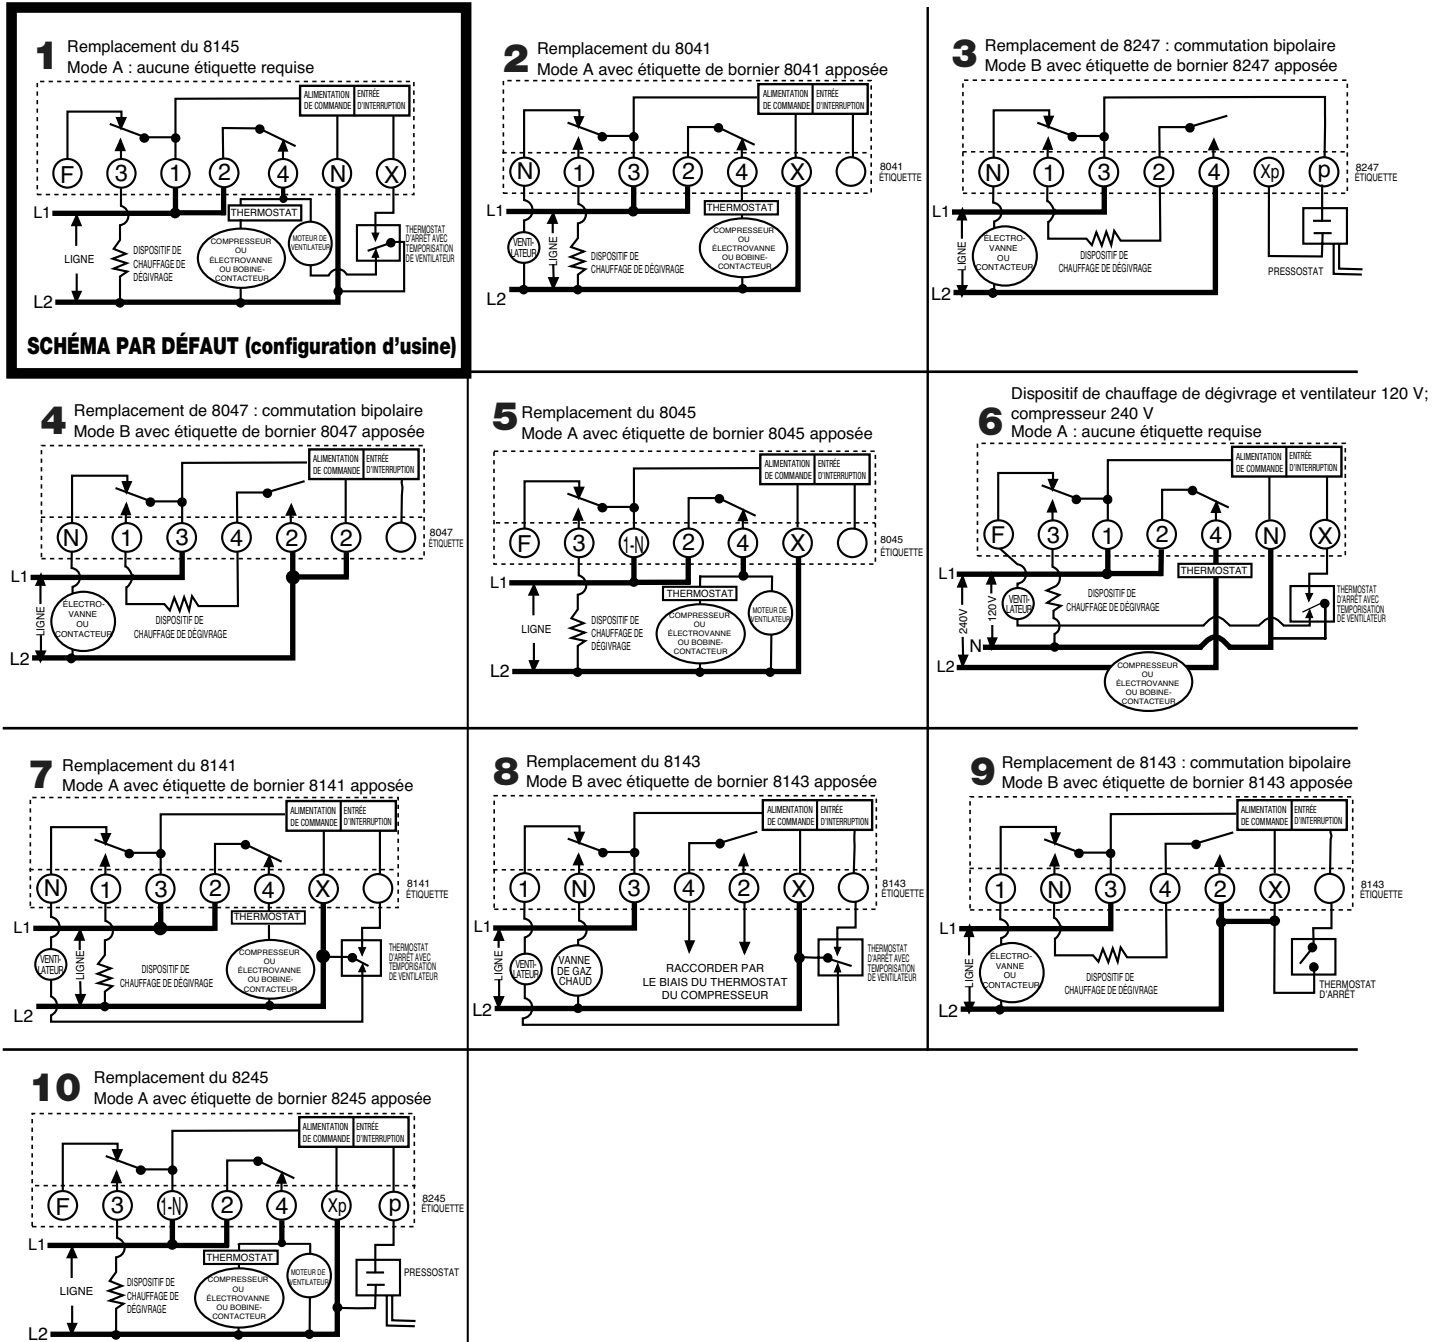 1 Remplacement du 8145
Mode A : aucune étiquette requise
ALIMENTATION DE COMMANDE
ENTRÉE D'INTERRUPTION
F 3 1 2 4 N X
L1
THERMOSTAT
LIGNE
DISPOSITIF DE
CHAUFFAGE DE
DÉGIVRAGE
COMPRESSEUR
OU
ÉLECTROVANNE
OU BOBINE-
CONTACTEUR
MOTEUR DE
VENTILATEUR
THERMOSTAT
D'ARRÊT AVEC
TEMPORISATION
DE VENTILATEUR
L2
SCHÉMA PAR DÉFAUT (configuration d'usine)
2 Remplacement du 8041
Mode A avec étiquette de bornier 8041 apposée
ALIMENTATION DE COMMANDE
ENTRÉE D'INTERRUPTION
N 1 3 2 4 X
8041
ÉTIQUETTE
L1
THERMOSTAT
VENTI-
LATEUR
LIGNE
DISPOSITIF DE
CHAUFFAGE DE DÉGIVRAGE
COMPRESSEUR
OU
ÉLECTROVANNE
OU BOBINE-
CONTACTEUR
L2
3 Remplacement de 8247 : commutation bipolaire
Mode B avec étiquette de bornier 8247 apposée
N 1 3 2 4 Xp p
8247
ÉTIQUETTE
L1
LIGNE
ÉLECTRO-
VANNE
OU
CONTACTEUR
DISPOSITIF DE
CHAUFFAGE DE DÉGIVRAGE
PRESSOSTAT
L2
4 Remplacement de 8047 : commutation bipolaire
Mode B avec étiquette de bornier 8047 apposée
ALIMENTATION DE COMMANDE
ENTRÉE D'INTERRUPTION
N 1 3 4 2 2
8047
ÉTIQUETTE
L1
LIGNE
ÉLECTRO-
VANNE
OU
CONTACTEUR
DISPOSITIF DE
CHAUFFAGE DE DÉGIVRAGE
L2
5 Remplacement du 8045
Mode A avec étiquette de bornier 8045 apposée
ALIMENTATION DE COMMANDE
ENTRÉE D'INTERRUPTION
F 3 1-N 2 4 X
8045
ÉTIQUETTE
L1
THERMOSTAT
LIGNE
DISPOSITIF DE
CHAUFFAGE DE
DÉGIVRAGE
COMPRESSEUR
OU
ÉLECTROVANNE
OU BOBINE-
CONTACTEUR
MOTEUR DE
VENTILATEUR
L2
6 Dispositif de chauffage de dégivrage et ventilateur 120 V;
compresseur 240 V
Mode A : aucune étiquette requise
ALIMENTATION DE COMMANDE
ENTRÉE D'INTERRUPTION
F 3 1 2 4 N X
L1
THERMOSTAT
240V
120V
VENTI-
LATEUR
DISPOSITIF DE
CHAUFFAGE DE DÉGIVRAGE
THERMOSTAT
D'ARRÊT AVEC
TEMPORISATION
DE VENTILATEUR
N
L2
COMPRESSEUR
OU
ÉLECTROVANNE
OU BOBINE-
CONTACTEUR
7 Remplacement du 8141
Mode A avec étiquette de bornier 8141 apposée
ALIMENTATION DE COMMANDE
ENTRÉE D'INTERRUPTION
N 1 3 2 4 X
8141
ÉTIQUETTE
L1
THERMOSTAT
VENTI-
LATEUR
LIGNE
DISPOSITIF DE
CHAUFFAGE DE DÉGIVRAGE
COMPRESSEUR
OU
ÉLECTROVANNE
OU BOBINE-
CONTACTEUR
THERMOSTAT
D'ARRÊT AVEC
TEMPORISATION
DE VENTILATEUR
L2
8 Remplacement du 8143
Mode B avec étiquette de bornier 8143 apposée
ALIMENTATION DE COMMANDE
ENTRÉE D'INTERRUPTION
1 N 3 4 2 X
8143
ÉTIQUETTE
L1
LIGNE
VENTI-
LATEUR
VANNE
DE GAZ
CHAUD
RACCORDER PAR
LE BIAIS DU THERMOSTAT
DU COMPRESSEUR
THERMOSTAT
D'ARRÊT AVEC
TEMPORISATION
DE VENTILATEUR
L2
9 Remplacement de 8143 : commutation bipolaire
Mode B avec étiquette de bornier 8143 apposée
ALIMENTATION DE COMMANDE
ENTRÉE D'INTERRUPTION
1 N 3 4 2 X
8143
ÉTIQUETTE
L1
LIGNE
ÉLECTRO-
VANNE
OU
CONTACTEUR
DISPOSITIF DE
CHAUFFAGE DE DÉGIVRAGE
THERMOSTAT
D'ARRÊT
L2
10 Remplacement du 8245
Mode A avec étiquette de bornier 8245 apposée
ALIMENTATION DE COMMANDE
ENTRÉE D'INTERRUPTION
F 3 1-N 2 4 Xp p
8245
ÉTIQUETTE
L1
THERMOSTAT
LIGNE
DISPOSITIF DE
CHAUFFAGE DE
DÉGIVRAGE
COMPRESSEUR
OU
ÉLECTROVANNE
OU BOBINE-
CONTACTEUR
MOTEUR DE
VENTILATEUR
PRESSOSTAT
L2